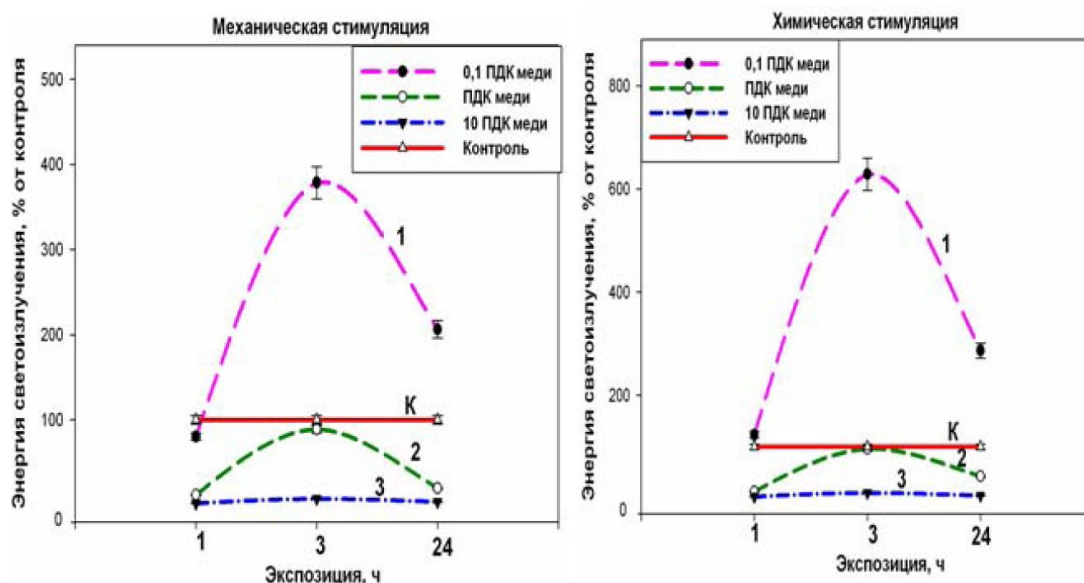 Механическая стимуляция
Энергия светоизлучения, % от контроля
500
400
300
200
100
0
0,1 ПДК меди
ПДК меди
10 ПДК меди
Контроль
1
К
2
3
1
3
24
Экспозиция, ч
Химическая стимуляция
Энергия светоизлучения, % от контроля
800
600
400
200
0
0,1 ПДК меди
ПДК меди
10 ПДК меди
Контроль
1
К
2
3
1
3
24
Экспозиция, ч